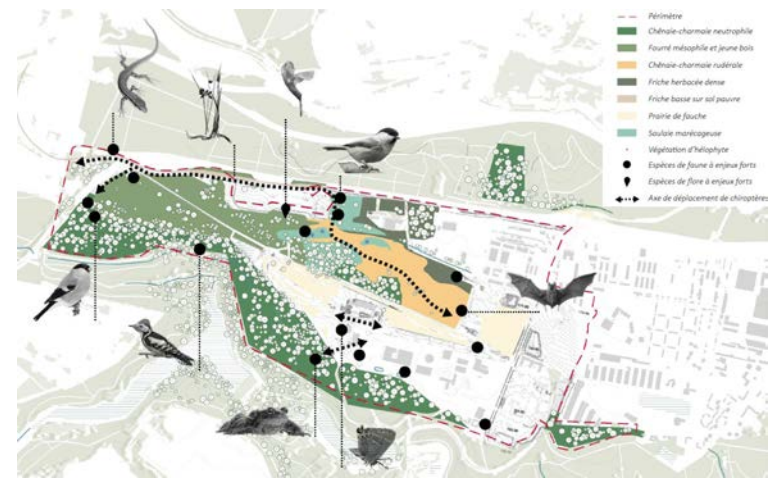 Périmètre
Chênaie-charmaie neutrophile
Fourré mésophile et jeune bois
Chênaie-charmaie rudérale
Friche herbacée dense
Friche basse sur sol pauvre
Prairie de fauche
Saulaie marécageuse
Végétation d'hélophyte
Espèces de faune à enjeux forts
Espèces de flore à enjeux forts
Axe de déplacement de chiroptères